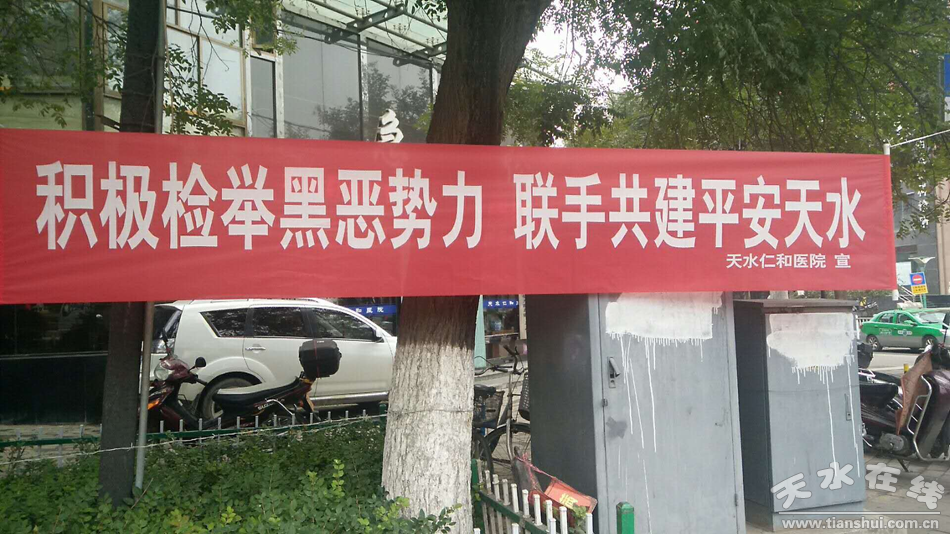 积极检举黑恶势力 联手共建平安天水
天水仁和医院 宣
天水在线
www.tianshui.com.cn